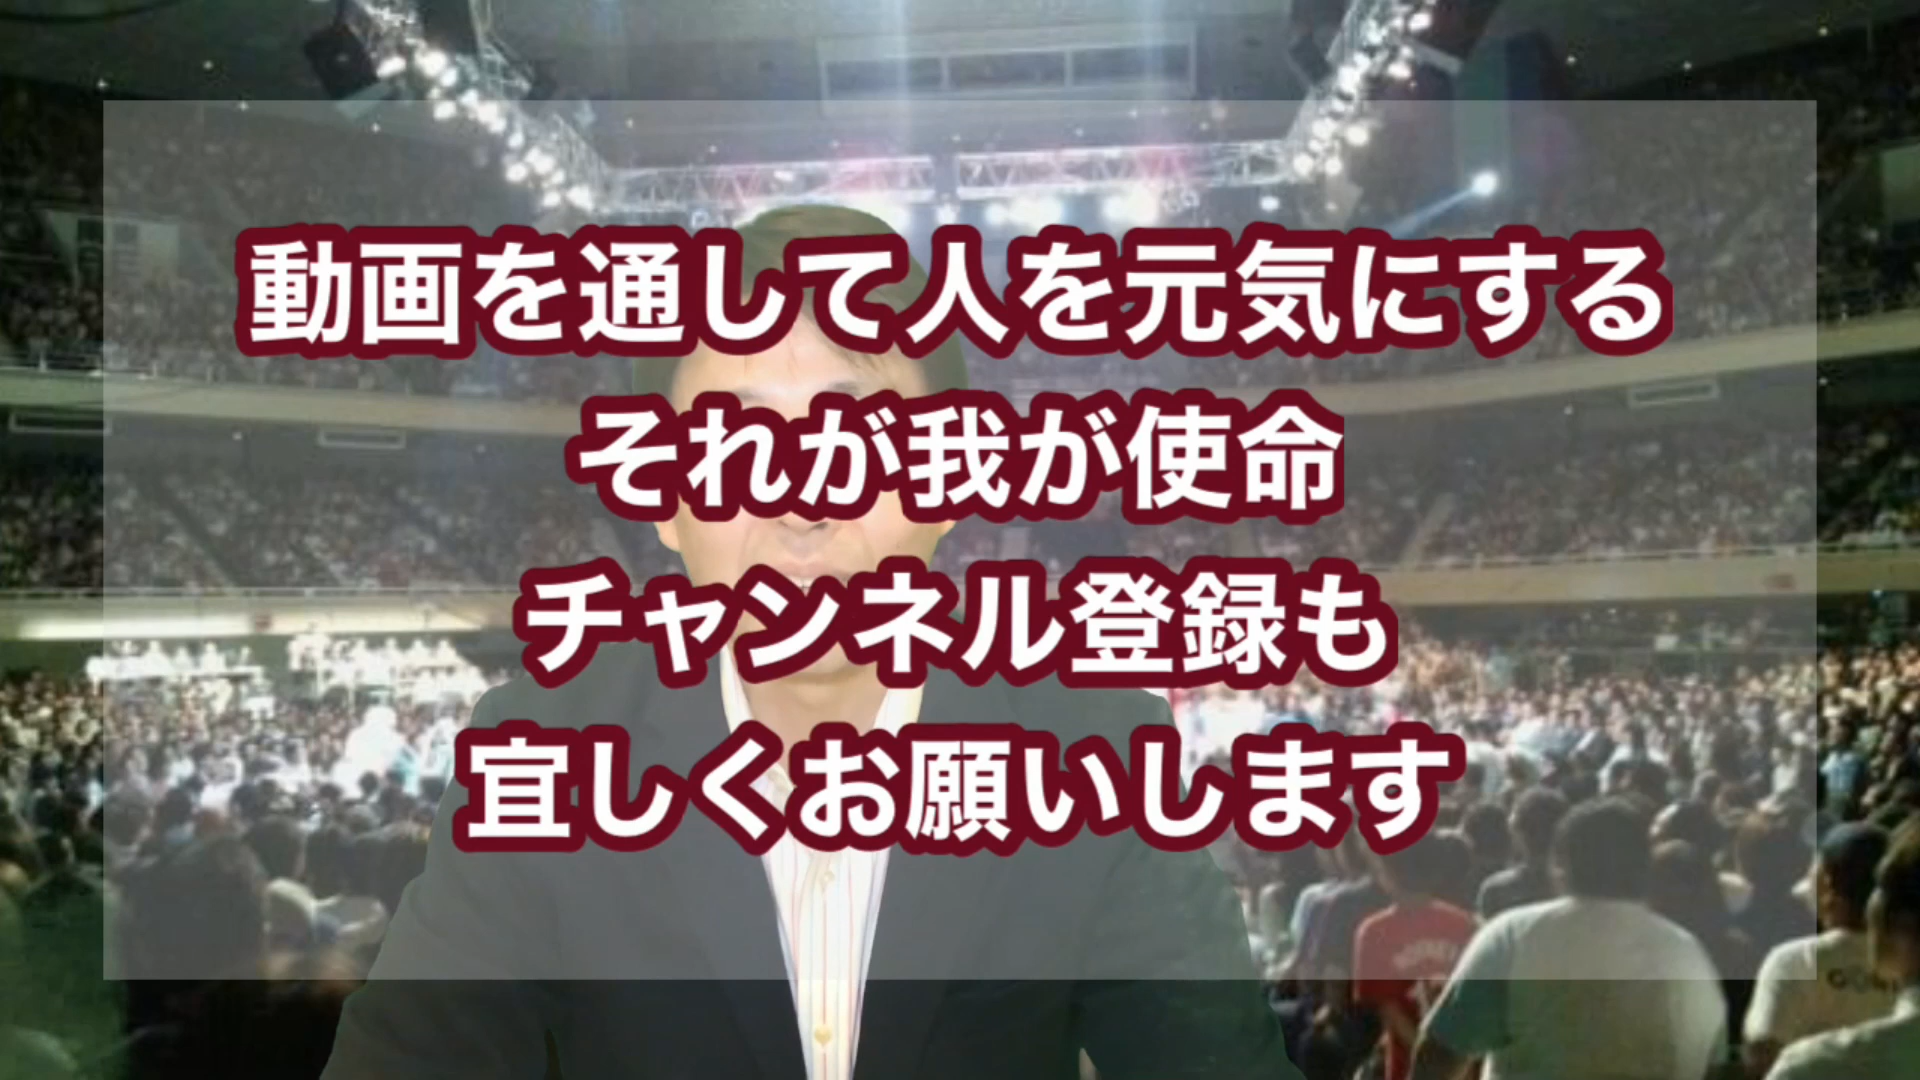 動画を通して人を元気にする
それが我が使命
チャンネル登録も
宜しくお願いします